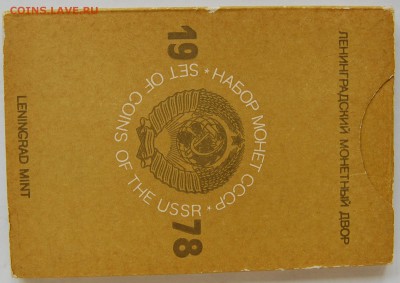 COINS.LAVE.RU
ЛЕНИНГРАДСКИЙ МОНЕТНЫЙ ДВОР
19 78
НАБОР МОНЕТ СССР * SET OF COINS OF THE USSR *
LENINGRAD MINT